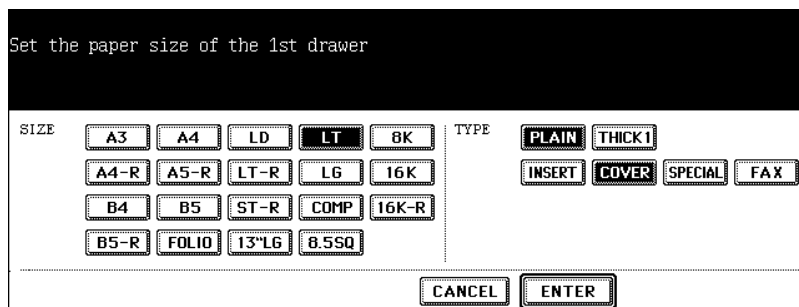 Set the paper size of the 1st drawer
SIZE A3 A4 LD LT 8K TYPE PLAIN THICK1
A4-R A5-R LT-R LG 16K INSERT COVER SPECIAL FAX
B4 B5 ST-R COMP 16K-R
B5-R FOLIO 13"LG 8.5SQ
CANCEL ENTER